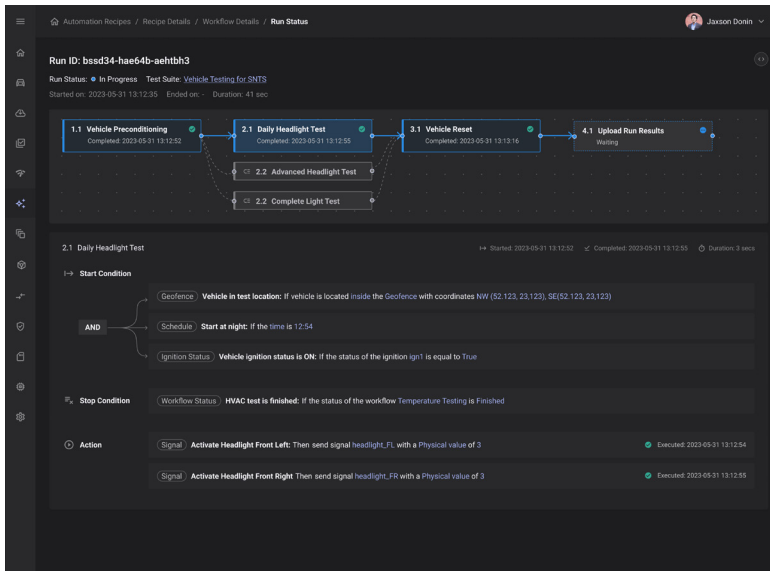 Automation Recipes / Recipe Details / Workflow Details / Run Status
Jaxson Donin
Run ID: bssd34-hae64b-aehtbh3
Run Status: In Progress Test Suite: Vehicle Testing for SNTS
Started on: 2023-05-31 13:12:35 Ended on: - Duration: 41 sec
1.1 Vehicle Preconditioning
Completed: 2023-05-31 13:12:52
2.1 Daily Headlight Test
Completed: 2023-05-31 13:12:55
3.1 Vehicle Reset
Completed: 2023-05-31 13:13:16
4.1 Upload Run Results
Waiting
2.2 Advanced Headlight Test
2.2 Complete Light Test
2.1 Daily Headlight Test
Started: 2023-05-31 13:12:52 Completed: 2023-05-31 13:12:55 Duration: 3 secs
Start Condition
AND
Geofence Vehicle in test location: If vehicle is located inside the Geofence with coordinates NW (52.123, 23,123), SE(52.123, 23,123)
Schedule Start at night: If the time is 12:54
Ignition Status Vehicle ignition status is ON: If the status of the ignition ign1 is equal to True
Stop Condition
Workflow Status HVAC test is finished: If the status of the workflow Temperature Testing is Finished
Action
Signal Activate Headlight Front Left: Then send signal headlight_FL with a Physical value of 3
Executed: 2023-05-31 13:12:54
Signal Activate Headlight Front Right Then send signal headlight_FR with a Physical value of 3
Executed: 2023-05-31 13:12:55